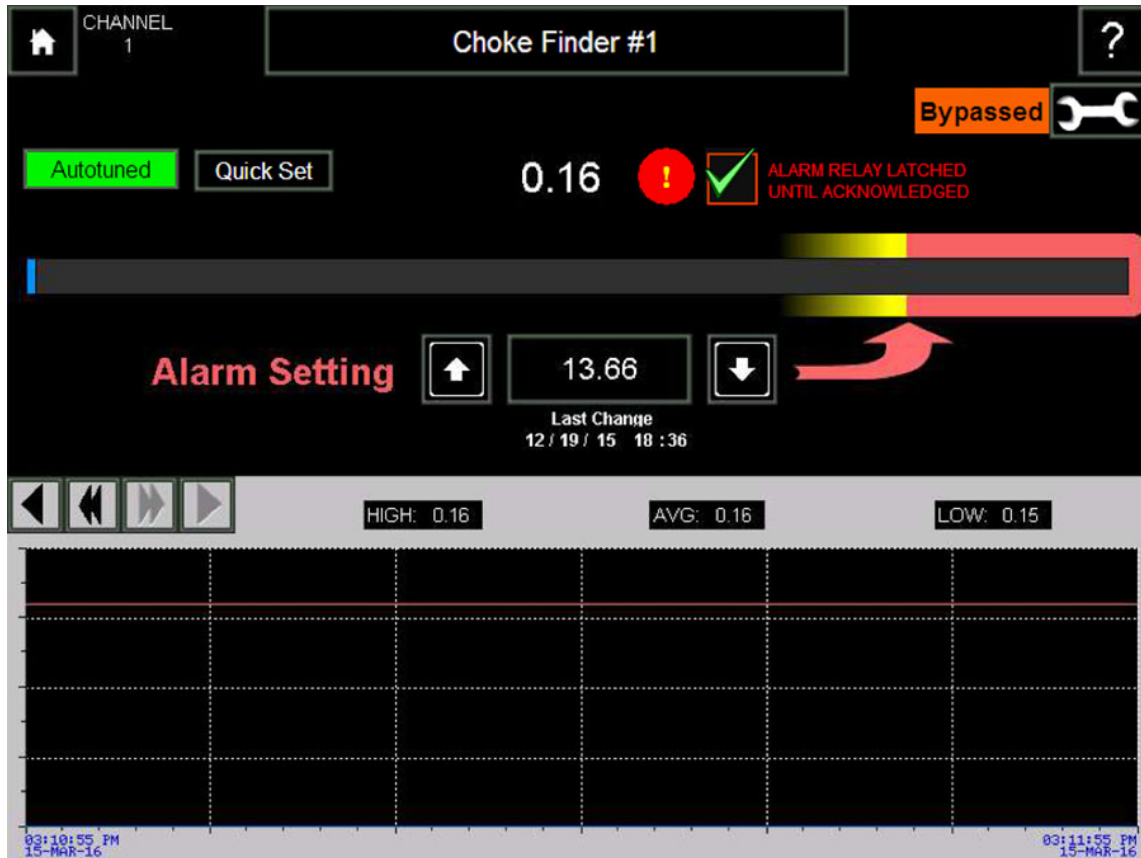 CHANNEL
1
Choke Finder #1
?
Bypassed
Autotuned
Quick Set
0.16
!
ALARM RELAY LATCHED
UNTIL ACKNOWLEDGED
Alarm Setting
13.66
Last Change
12 / 19 / 15 18 : 36
HIGH: 0.16
AVG: 0.16
LOW: 0.15
03:10:55 PM
15-MAR-16
03:11:55 PM
15-MAR-16